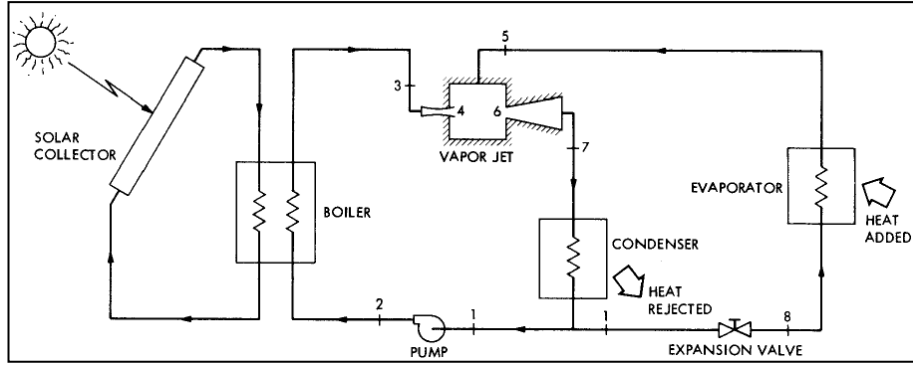 5
3
4
6
SOLAR
COLLECTOR
VAPOR JET
7
EVAPORATOR
HEAT
ADDED
BOILER
CONDENSER
HEAT
REJECTED
2
1
1
8
PUMP
EXPANSION VALVE